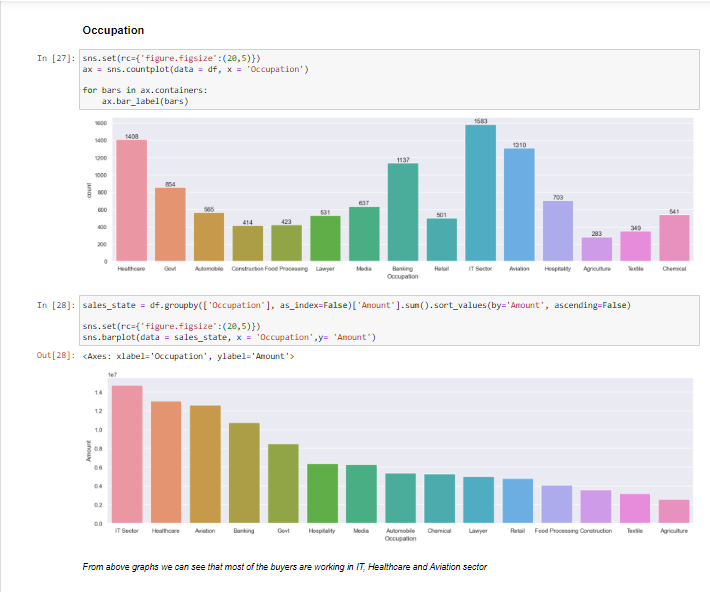 Occupation
In [27]: sns.set(rc={'figure.figsize':(20,5)})
ax = sns.countplot(data = df, x = 'Occupation')
for bars in ax.containers:
ax.bar_label(bars)
1600
1400
1200
1000
800
600
400
200
0
count
1408
854
565
414
423
531
637
1137
501
1583
1310
703
283
349
541
Healthcare Govt Automobile Construction Food Processing Lawyer Media Banking Retail IT Sector Aviation Hospitality Agriculture Textile Chemical
Occupation
In [28]: sales_state = df.groupby(['Occupation'], as_index=False)['Amount'].sum().sort_values(by='Amount', ascending=False)
sns.set(rc={'figure.figsize':(20,5)})
sns.barplot(data = sales_state, x = 'Occupation',y= 'Amount')
Out[28]: <Axes: xlabel='Occupation', ylabel='Amount'>
1e7
1.4
1.2
1.0
0.8
0.6
0.4
0.2
0.0
Amount
IT Sector Healthcare Aviation Banking Govt Hospitality Media Automobile Chemical Lawyer Retail Food Processing Construction Textile Agriculture
Occupation
From above graphs we can see that most of the buyers are working in IT, Healthcare and Aviation sector